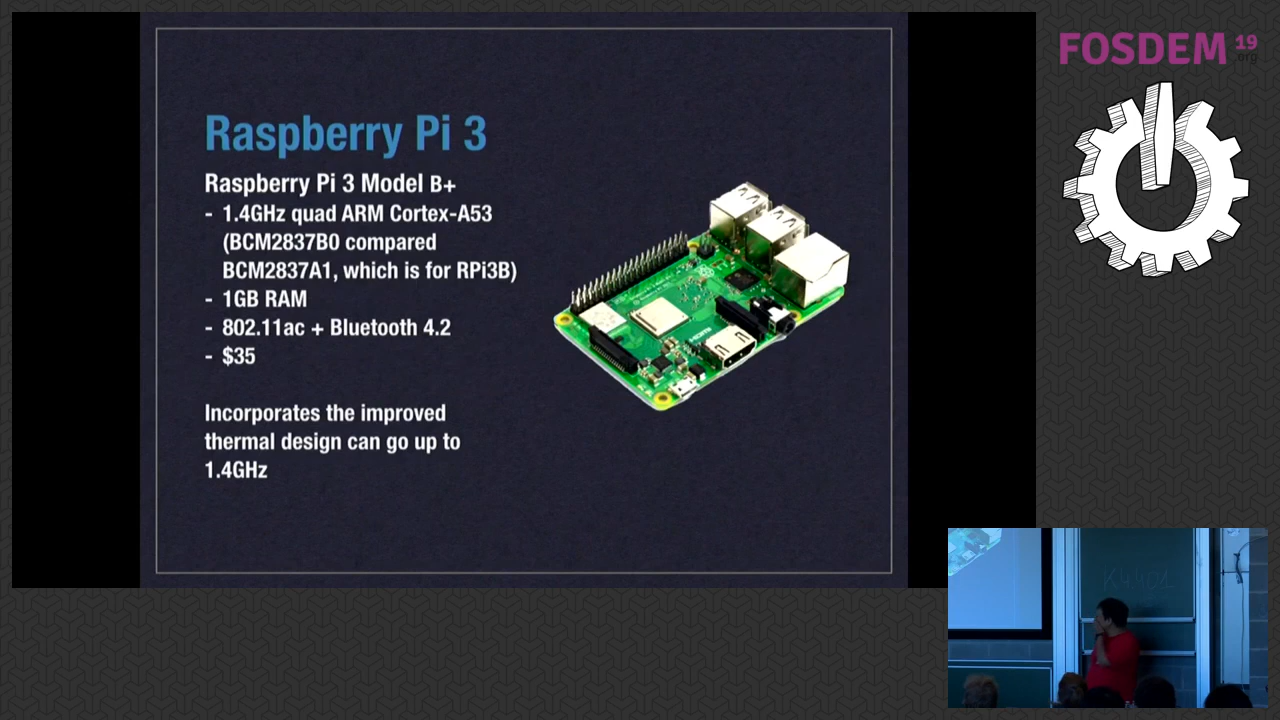 FOSDEM 19
.org
Raspberry Pi 3
Raspberry Pi 3 Model B+
- 1.4GHz quad ARM Cortex-A53
(BCM2837B0 compared
BCM2837A1, which is for RPi3B)
- 1GB RAM
- 802.11ac + Bluetooth 4.2
- $35
Incorporates the improved
thermal design can go up to
1.4GHz
HDMI